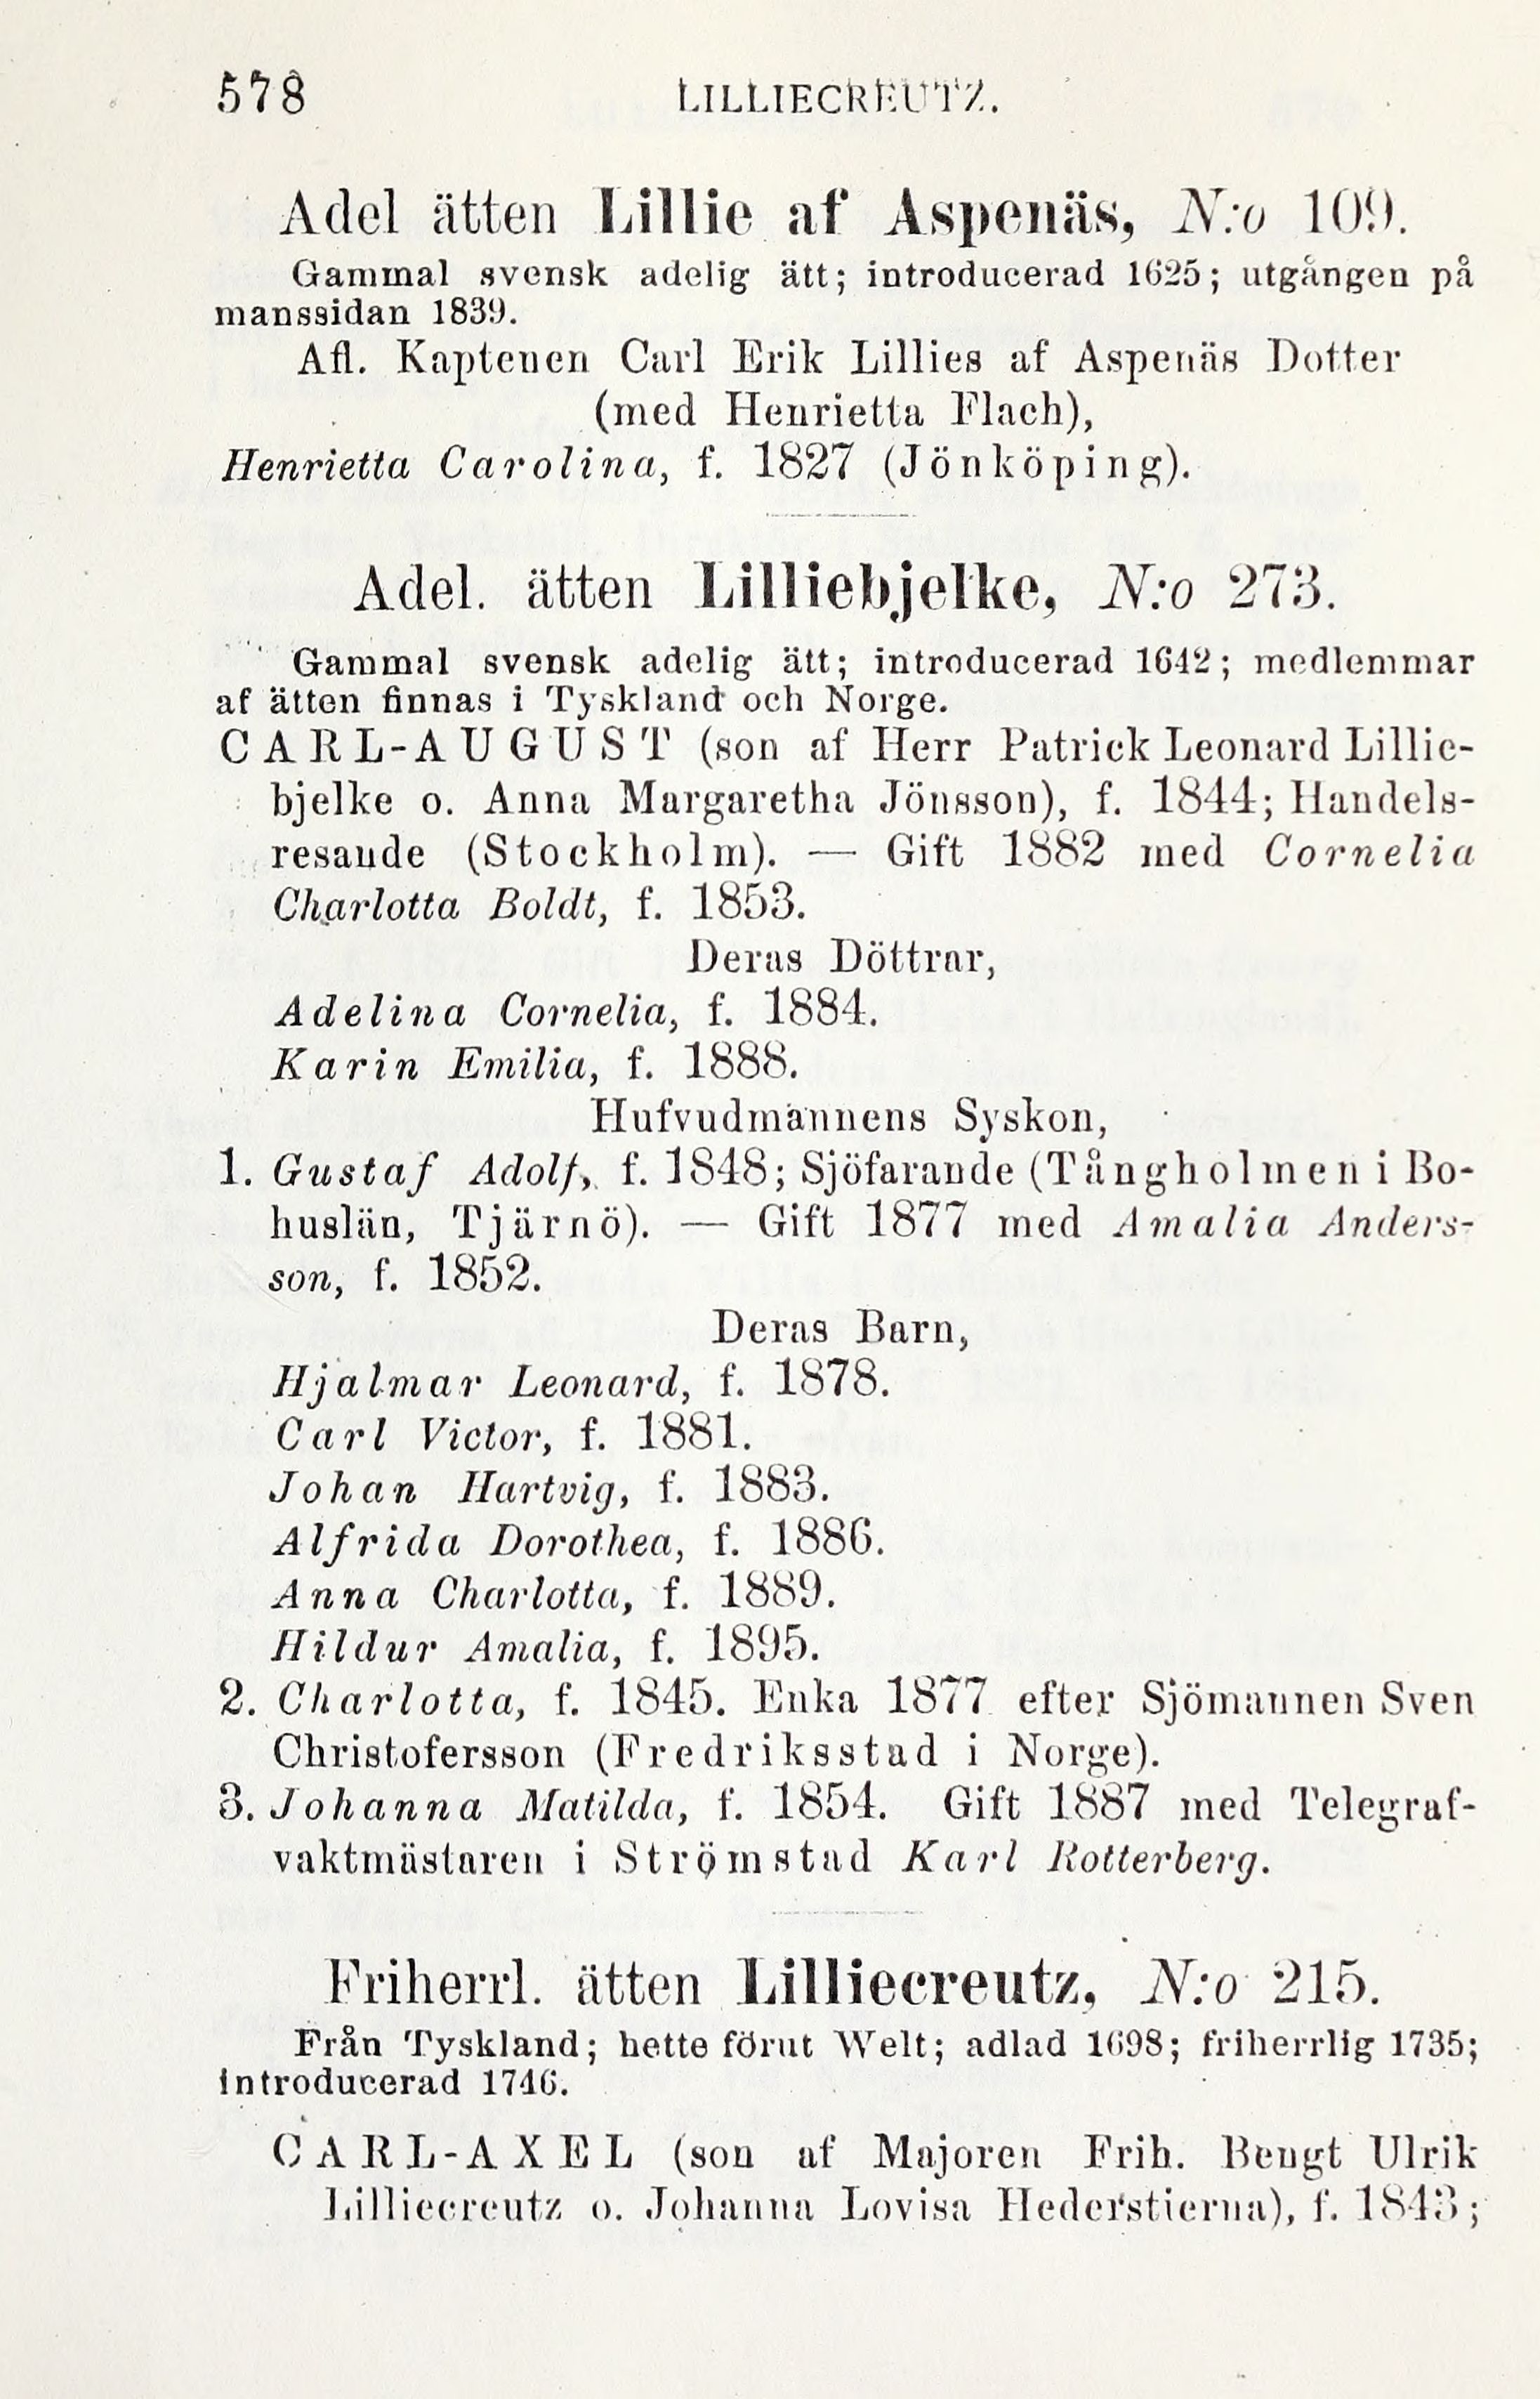 578 LILLIECREUTZ.
Adel ätten Lillie af Aspenäs, N:o 109.
Gammal svensk adelig ätt; introducerad 1625; utgången på
manssidan 1839.
Afl. Kaptenen Carl Erik Lillies af Aspenäs Dotter
(med Henrietta Flach),
Henrietta Carolina, f. 1827 (Jönköping).
Adel. ätten Lilliebjelke, N:o 273.
Gammal svensk adelig ätt; introducerad 1642; medlemmar
af ätten finnas i Tyskland och Norge.
CARL-AUGUST (son af Herr Patrick Leonard Lillie-
bjelke o. Anna Margaretha Jönsson), f. 1844; Handels-
resande (Stockholm). — Gift 1882 med Cornelia
Charlotta Boldt, f. 1853.
Deras Döttrar,
Adelina Cornelia, f. 1884.
Karin Emilia, f. 1888.
Hufvudmannens Syskon,
1. Gustaf Adolf, f. 1848; Sjöfarande (Tångholmen i Bo-
huslän, Tjärnö). — Gift 1877 med Amalia Anders-
son, f. 1852.
Deras Barn,
Hjalmar Leonard, f. 1878.
Carl Victor, f. 1881.
Johan Hartvig, f. 1883.
Alfrida Dorothea, f. 1886.
Anna Charlotta, f. 1889.
Hildur Amalia, f. 1895.
2. Charlotta, f. 1845. Enka 1877 efter Sjömannen Sven
Christofersson (Fredriksstad i Norge).
3. Johanna Matilda, f. 1854. Gift 1887 med Telegraf-
vaktmästaren i Strömstad Karl Rotterberg.
Friherrl. ätten Lilliecreutz, N:o 215.
Från Tyskland; hette förut Welt; adlad 1698; friherrlig 1735;
introducerad 1746.
CARL-AXEL (son af Majoren Frih. Bengt Ulrik
Lilliecreutz o. Johanna Lovisa Hederstierna), f. 1843;